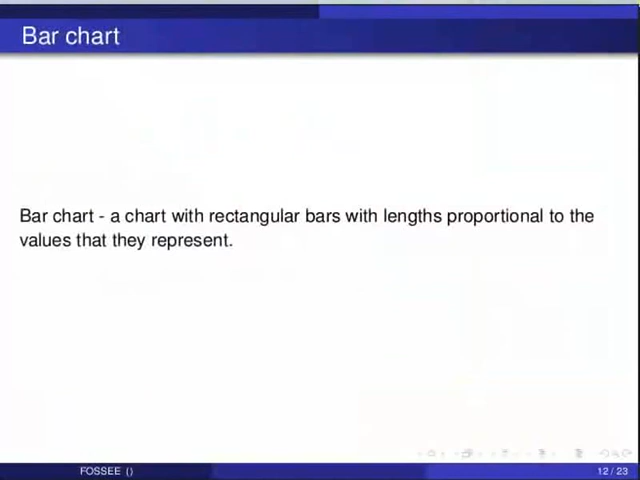 Bar chart
Bar chart - a chart with rectangular bars with lengths proportional to the
values that they represent.
FOSSEE ()
12 / 23